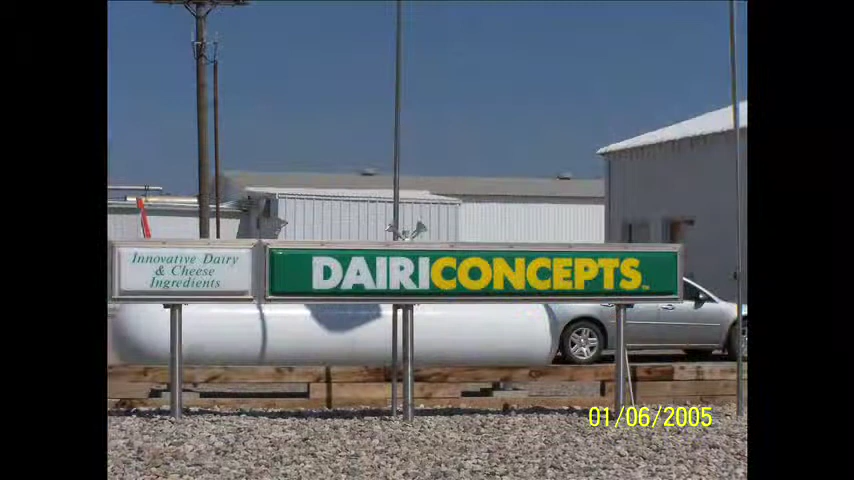 Innovative Dairy
& Cheese
Ingredients
DAIRICONCEPTS
01/06/2005